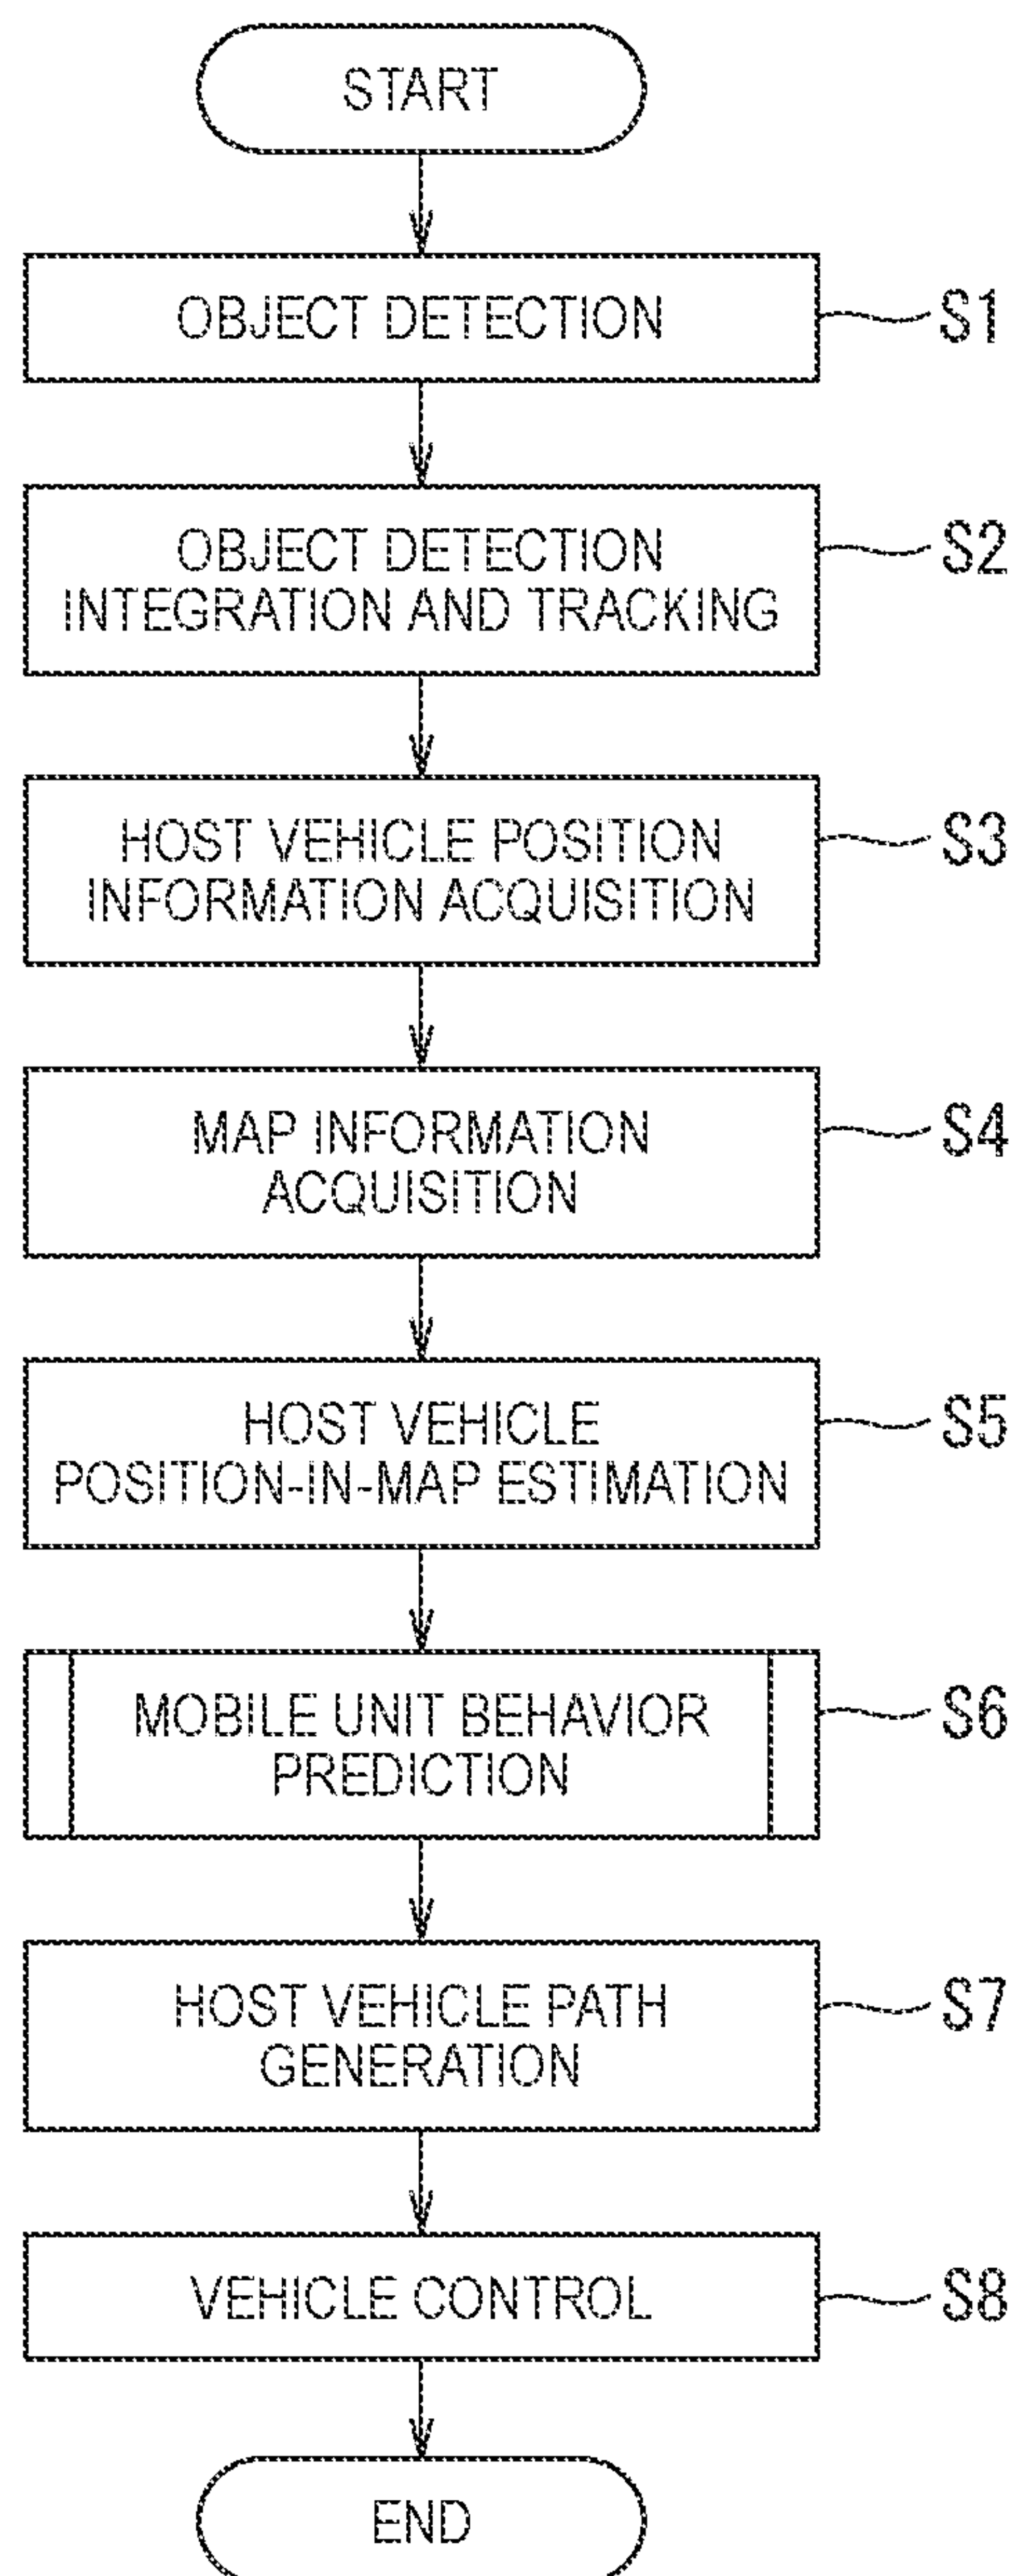 START
OBJECT DETECTION
S1
OBJECT DETECTION
INTEGRATION AND TRACKING
S2
HOST VEHICLE POSITION
INFORMATION ACQUISITION
S3
MAP INFORMATION
ACQUISITION
S4
HOST VEHICLE
POSITION-IN-MAP ESTIMATION
S5
MOBILE UNIT BEHAVIOR
PREDICTION
S6
HOST VEHICLE PATH
GENERATION
S7
VEHICLE CONTROL
S8
END